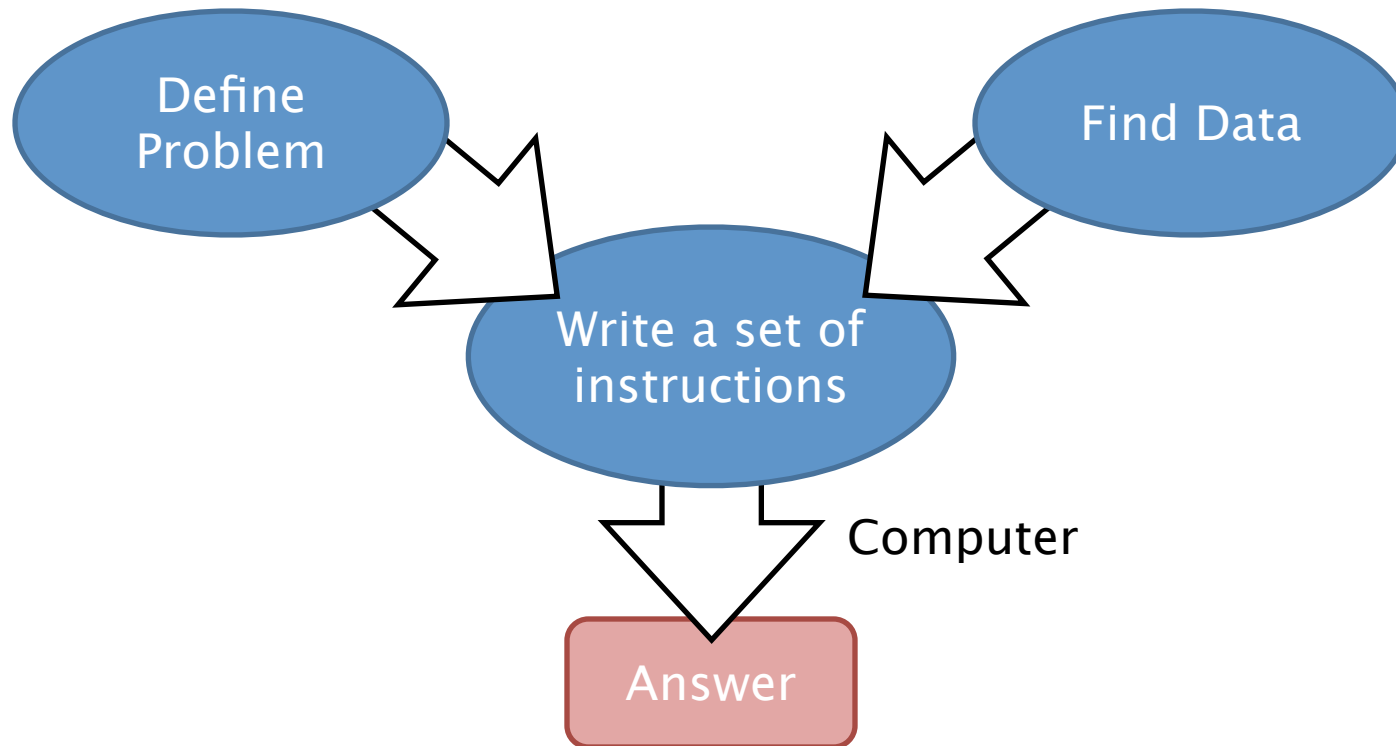 Define
Problem
Find Data
Write a set of
instructions
Computer
Answer